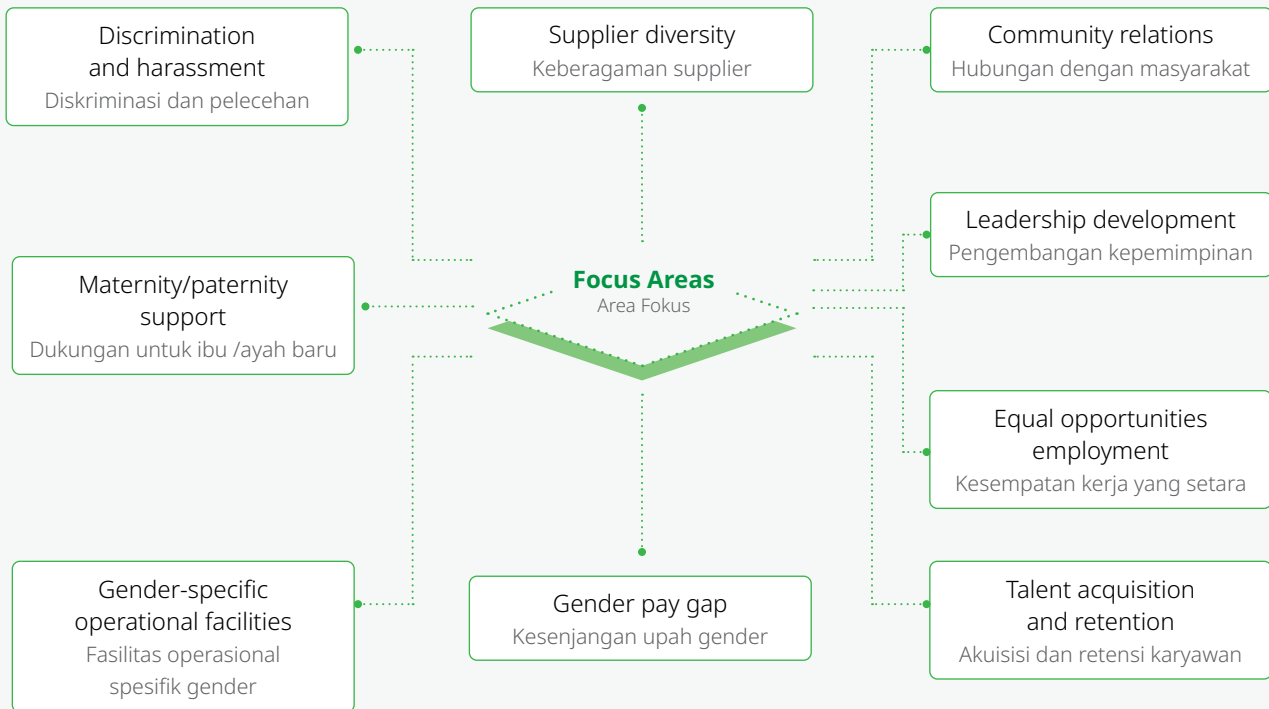 Discrimination
and harassment
Diskriminasi dan pelecehan
Supplier diversity
Keberagaman supplier
Community relations
Hubungan dengan masyarakat
Leadership development
Pengembangan kepemimpinan
Maternity/paternity
support
Dukungan untuk ibu /ayah baru
Focus Areas
Area Fokus
Equal opportunities
employment
Kesempatan kerja yang setara
Gender-specific
operational facilities
Fasilitas operasional
spesifik gender
Gender pay gap
Kesenjangan upah gender
Talent acquisition
and retention
Akuisisi dan retensi karyawan